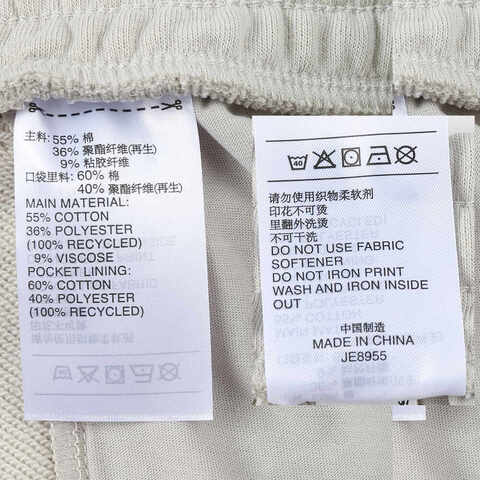 主料: 55% 棉
36% 聚酯纤维(再生)
9% 粘胶纤维
口袋里料: 60% 棉
40% 聚酯纤维(再生)
MAIN MATERIAL:
55% COTTON
36% POLYESTER
(100% RECYCLED)
9% VISCOSE
POCKET LINING:
60% COTTON
40% POLYESTER
(100% RECYCLED)
40
请勿使用织物柔软剂
印花不可烫
里翻外洗烫
不可干洗
DO NOT USE FABRIC
SOFTENER
DO NOT IRON PRINT
WASH AND IRON INSIDE
OUT
中国制造
MADE IN CHINA
JE8955